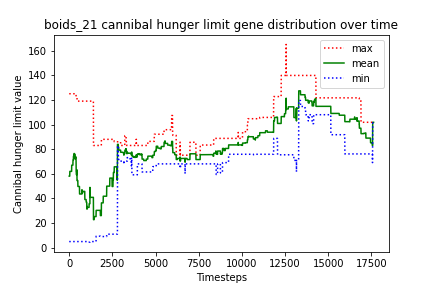 boids_21 cannibal hunger limit gene distribution over time
max
mean
min
Cannibal hunger limit value
160
140
120
100
80
60
40
20
0
0 2500 5000 7500 10000 12500 15000 17500
Timesteps